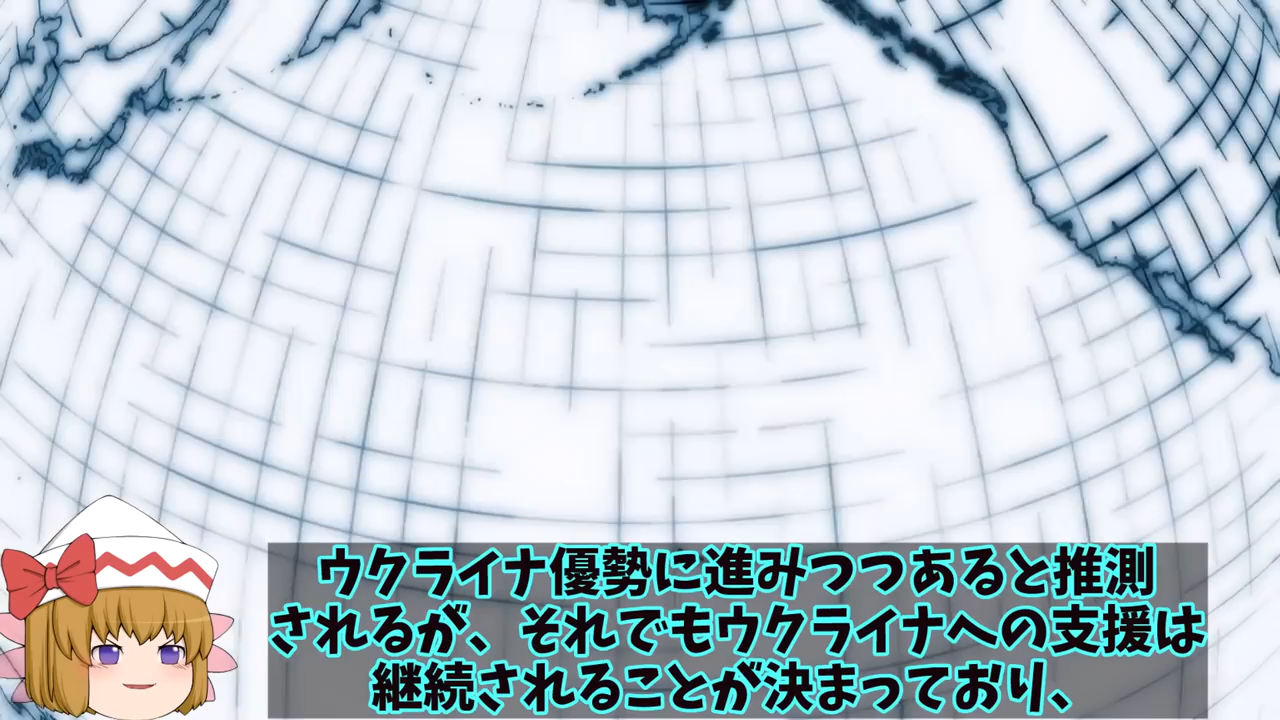 ウクライナ優勢に進みつつあると推測
されるが、それでもウクライナへの支援は
継続されることが決まっており、